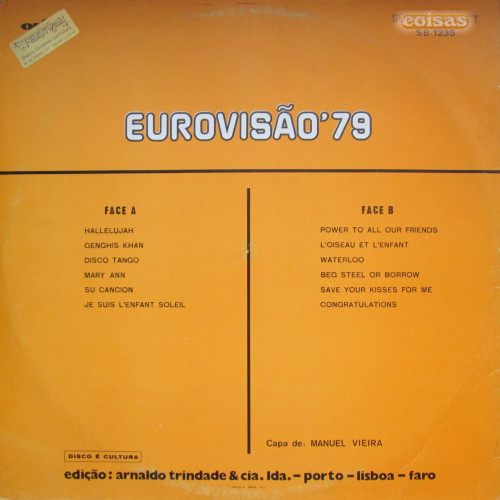 coisas
SB 1235
EUROVISÃO'79
FACE A
HALLELUJAH
GENGHIS KHAN
DISCO TANGO
MARY ANN
SU CANCION
JE SUIS L'ENFANT SOLEIL
FACE B
POWER TO ALL OUR FRIENDS
L'OISEAU ET L'ENFANT
WATERLOO
BEG STEEL OR BORROW
SAVE YOUR KISSES FOR ME
CONGRATULATIONS
Capa de: MANUEL VIEIRA
DISCO É CULTURA
edição: arnaldo trindade & cia. lda. – porto – lisboa – faro